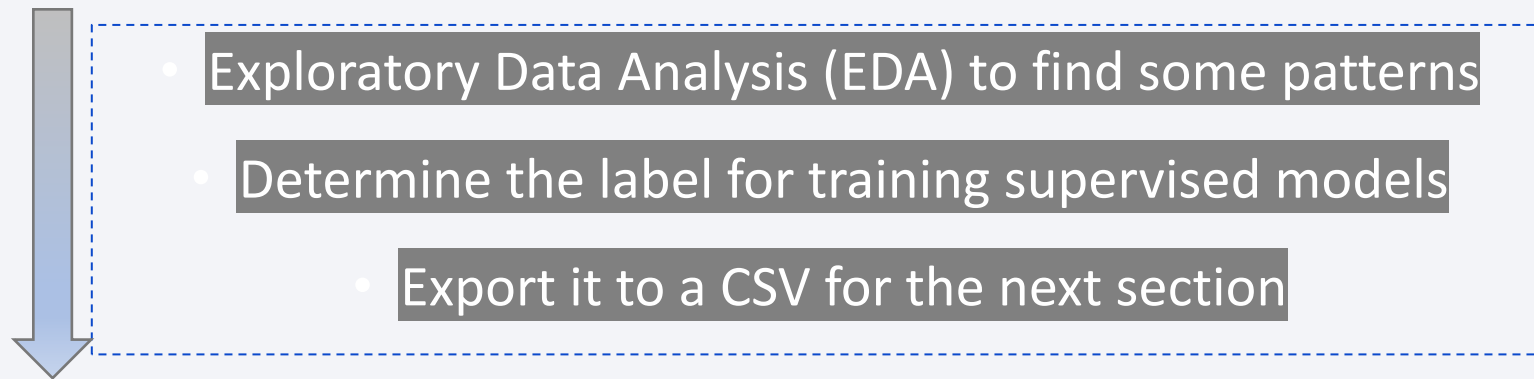 • Exploratory Data Analysis (EDA) to find some patterns
• Determine the label for training supervised models
• Export it to a CSV for the next section